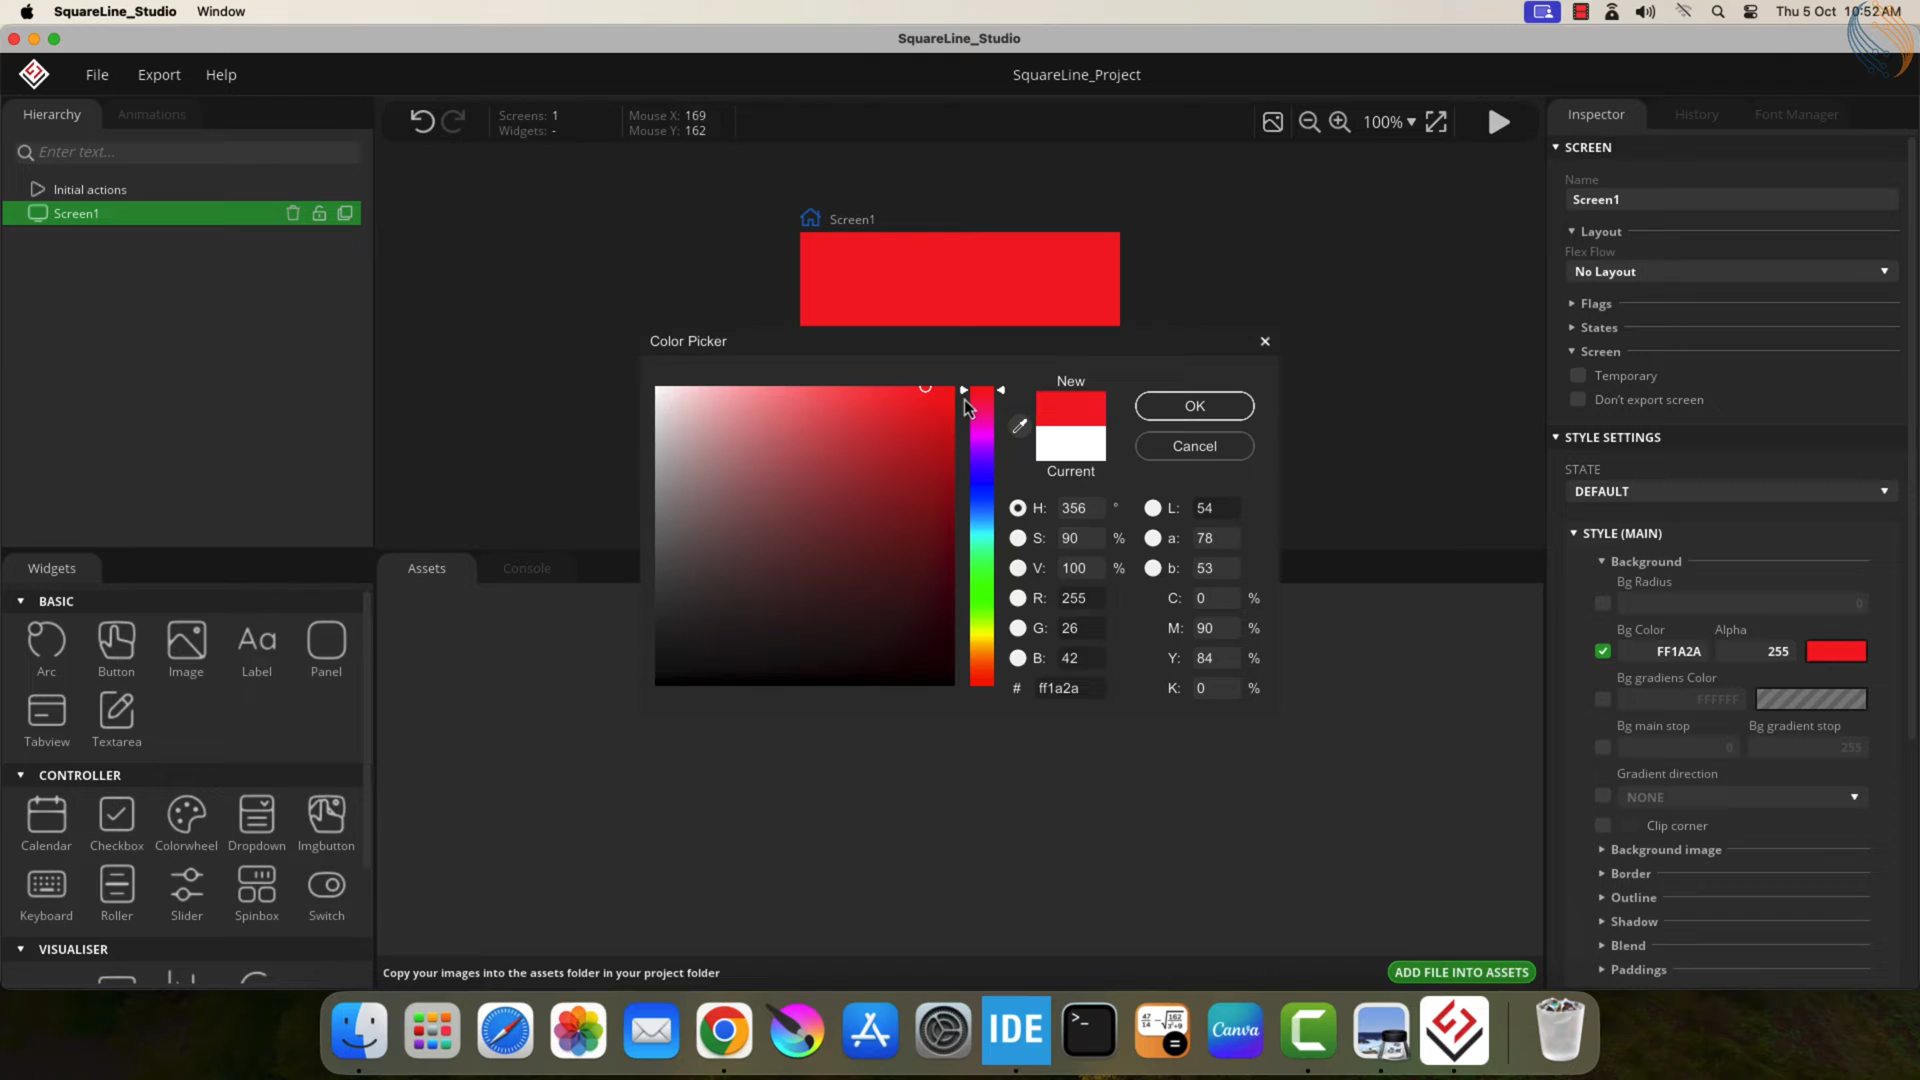 SquareLine_Studio Window Thu 5 Oct 10:52AM
SquareLine_Studio
File Export Help SquareLine_Project
Hierarchy Animations
Screens: 1
Widgets: -
Mouse X: 169
Mouse Y: 162
100%
Inspector History Font Manager
Enter text...
Initial actions
Screen1
Screen1
SCREEN
Name
Screen1
Layout
Flex Flow
No Layout
Flags
States
Screen
Temporary
Don't export screen
STYLE SETTINGS
STATE
DEFAULT
STYLE (MAIN)
Background
Bg Radius
0
Bg Color Alpha
FF1A2A 255
Bg gradiens Color
FFFFFF
Bg main stop Bg gradient stop
0 255
Gradient direction
NONE
Clip corner
Background image
Border
Outline
Shadow
Blend
Paddings
Color Picker
New
OK
Cancel
Current
H: 356 ° L: 54
S: 90 % a: 78
V: 100 % b: 53
R: 255 C: 0 %
G: 26 M: 90 %
B: 42 Y: 84 %
# ff1a2a K: 0 %
Widgets
BASIC
Arc Button Image Label Panel
Aa
Tabview Textarea
CONTROLLER
Calendar Checkbox Colorwheel Dropdown Imgbutton
Keyboard Roller Slider Spinbox Switch
VISUALISER
Assets Console
Copy your images into the assets folder in your project folder
ADD FILE INTO ASSETS
IDE
Canva